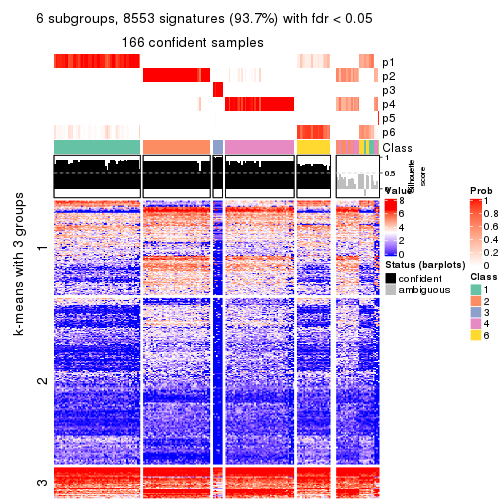 6 subgroups, 8553 signatures (93.7%) with fdr < 0.05
166 confident samples
p1
p2
p3
p4
p5
p6
Class
1
0.5
0
Silhouette
score
k-means with 3 groups
1
2
3
Value
8
6
4
2
0
Status (barplots)
confident
ambiguous
Prob
1
0.8
0.6
0.4
0.2
0
Class
1
2
3
4
6